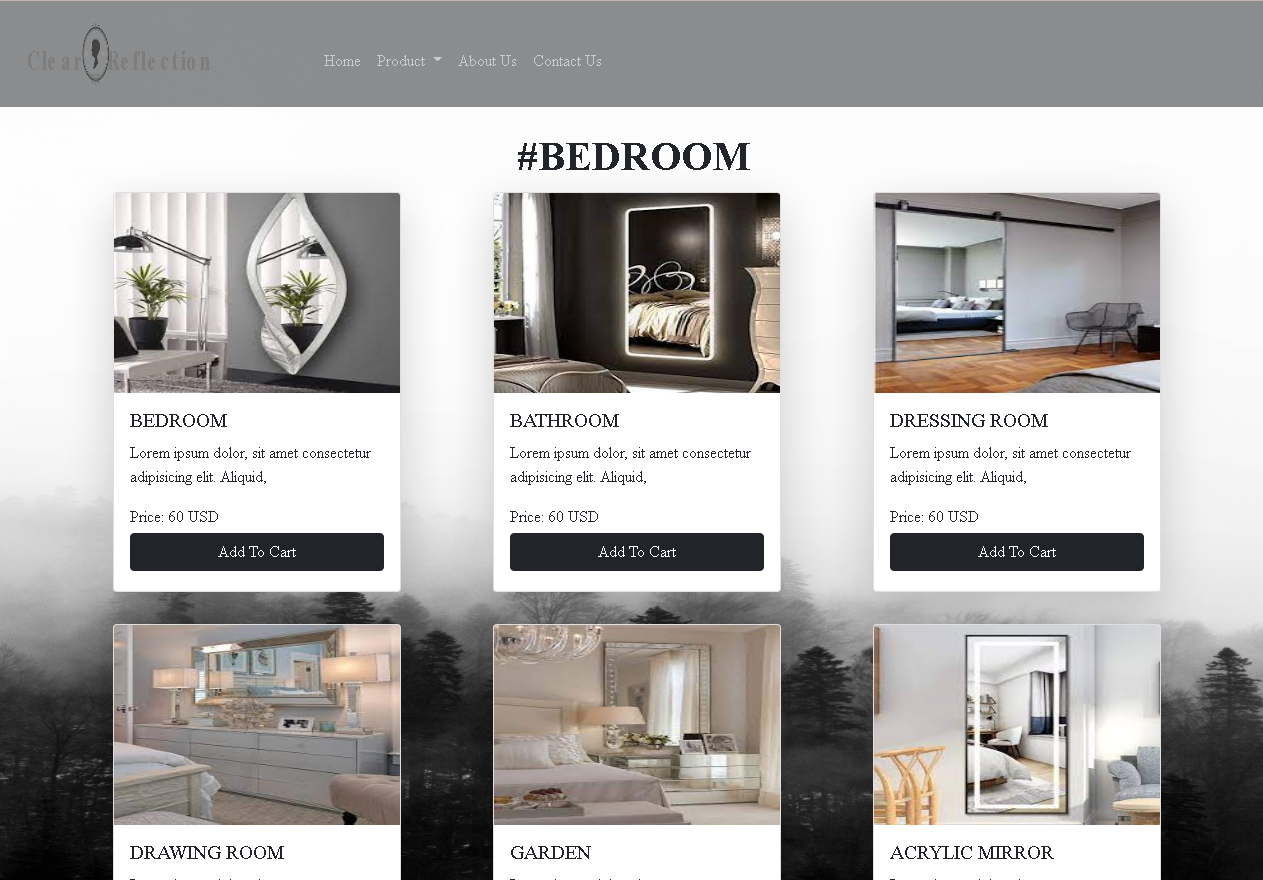 Clear Reflection
Home Product About Us Contact Us
#BEDROOM
BEDROOM
Lorem ipsum dolor, sit amet consectetur
adipisicing elit. Aliquid,
Price: 60 USD
Add To Cart
BATHROOM
Lorem ipsum dolor, sit amet consectetur
adipisicing elit. Aliquid,
Price: 60 USD
Add To Cart
DRESSING ROOM
Lorem ipsum dolor, sit amet consectetur
adipisicing elit. Aliquid,
Price: 60 USD
Add To Cart
DRAWING ROOM
GARDEN
ACRYLIC MIRROR